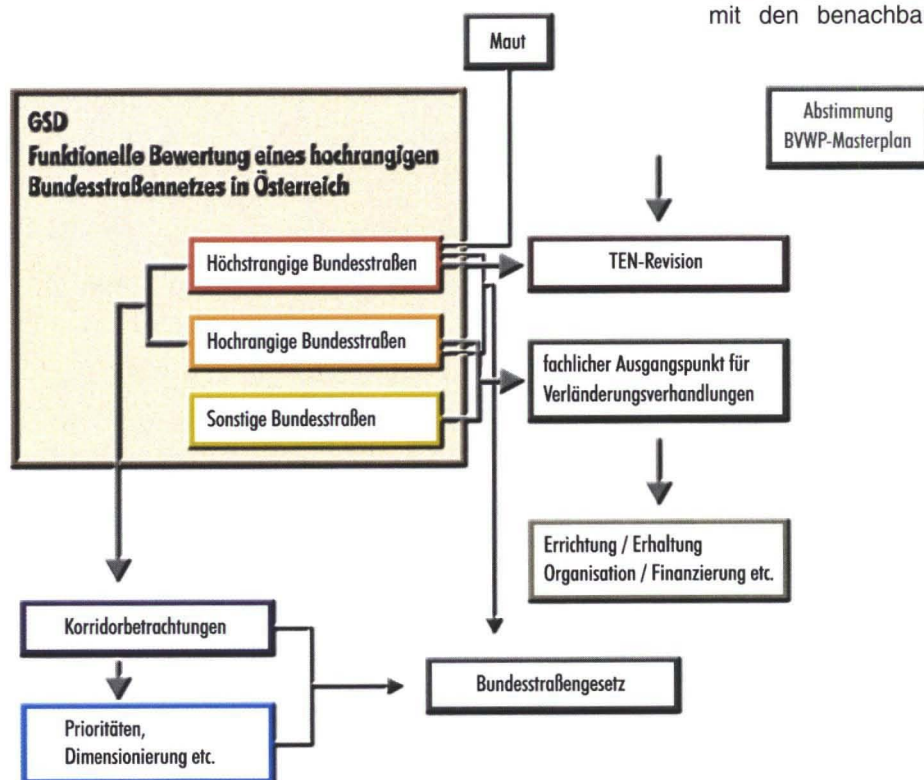 mit den benachba
Maut
Abstimmung
BVWP-Masterplan
GSD
Funktionelle Bewertung eines hochrangigen
Bundesstraßennetzes in Österreich
Höchstrangige Bundesstraßen
TEN-Revision
Hochrangige Bundesstraßen
fachlicher Ausgangspunkt für
Verländerungsverhandlungen
Sonstige Bundesstraßen
Errichtung / Erhaltung
Organisation / Finanzierung etc.
Korridorbetrachtungen
Bundesstraßengesetz
Prioritäten,
Dimensionierung etc.